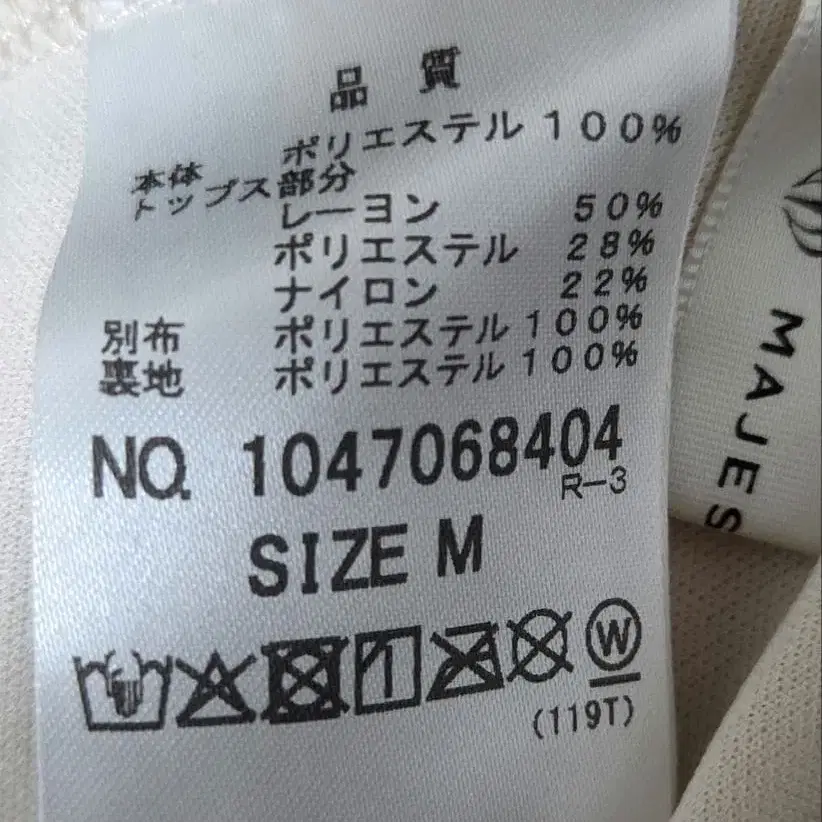 品質
本体 ポリエステル 100%
トップス部分
レーヨン 50%
ポリエステル 28%
ナイロン 22%
別布 ポリエステル 100%
裏地 ポリエステル 100%
NO. 1047068404
R-3
SIZE M
W
(119T)
MAJES